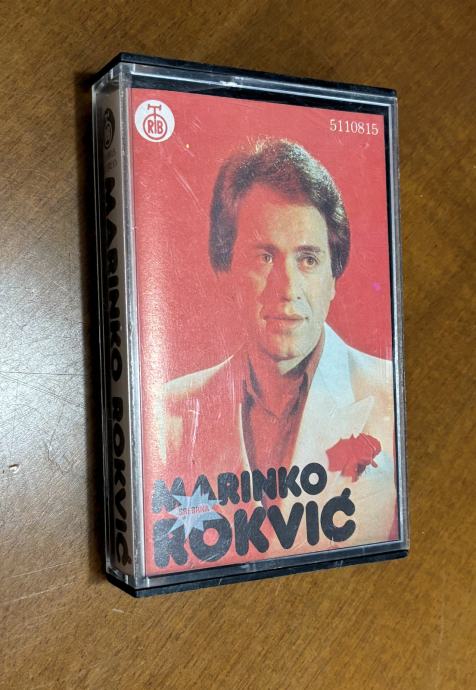 RTB
5110815
MARINKO
SREBRNA
ROKVIĆ
MARINKO ROKVIĆ